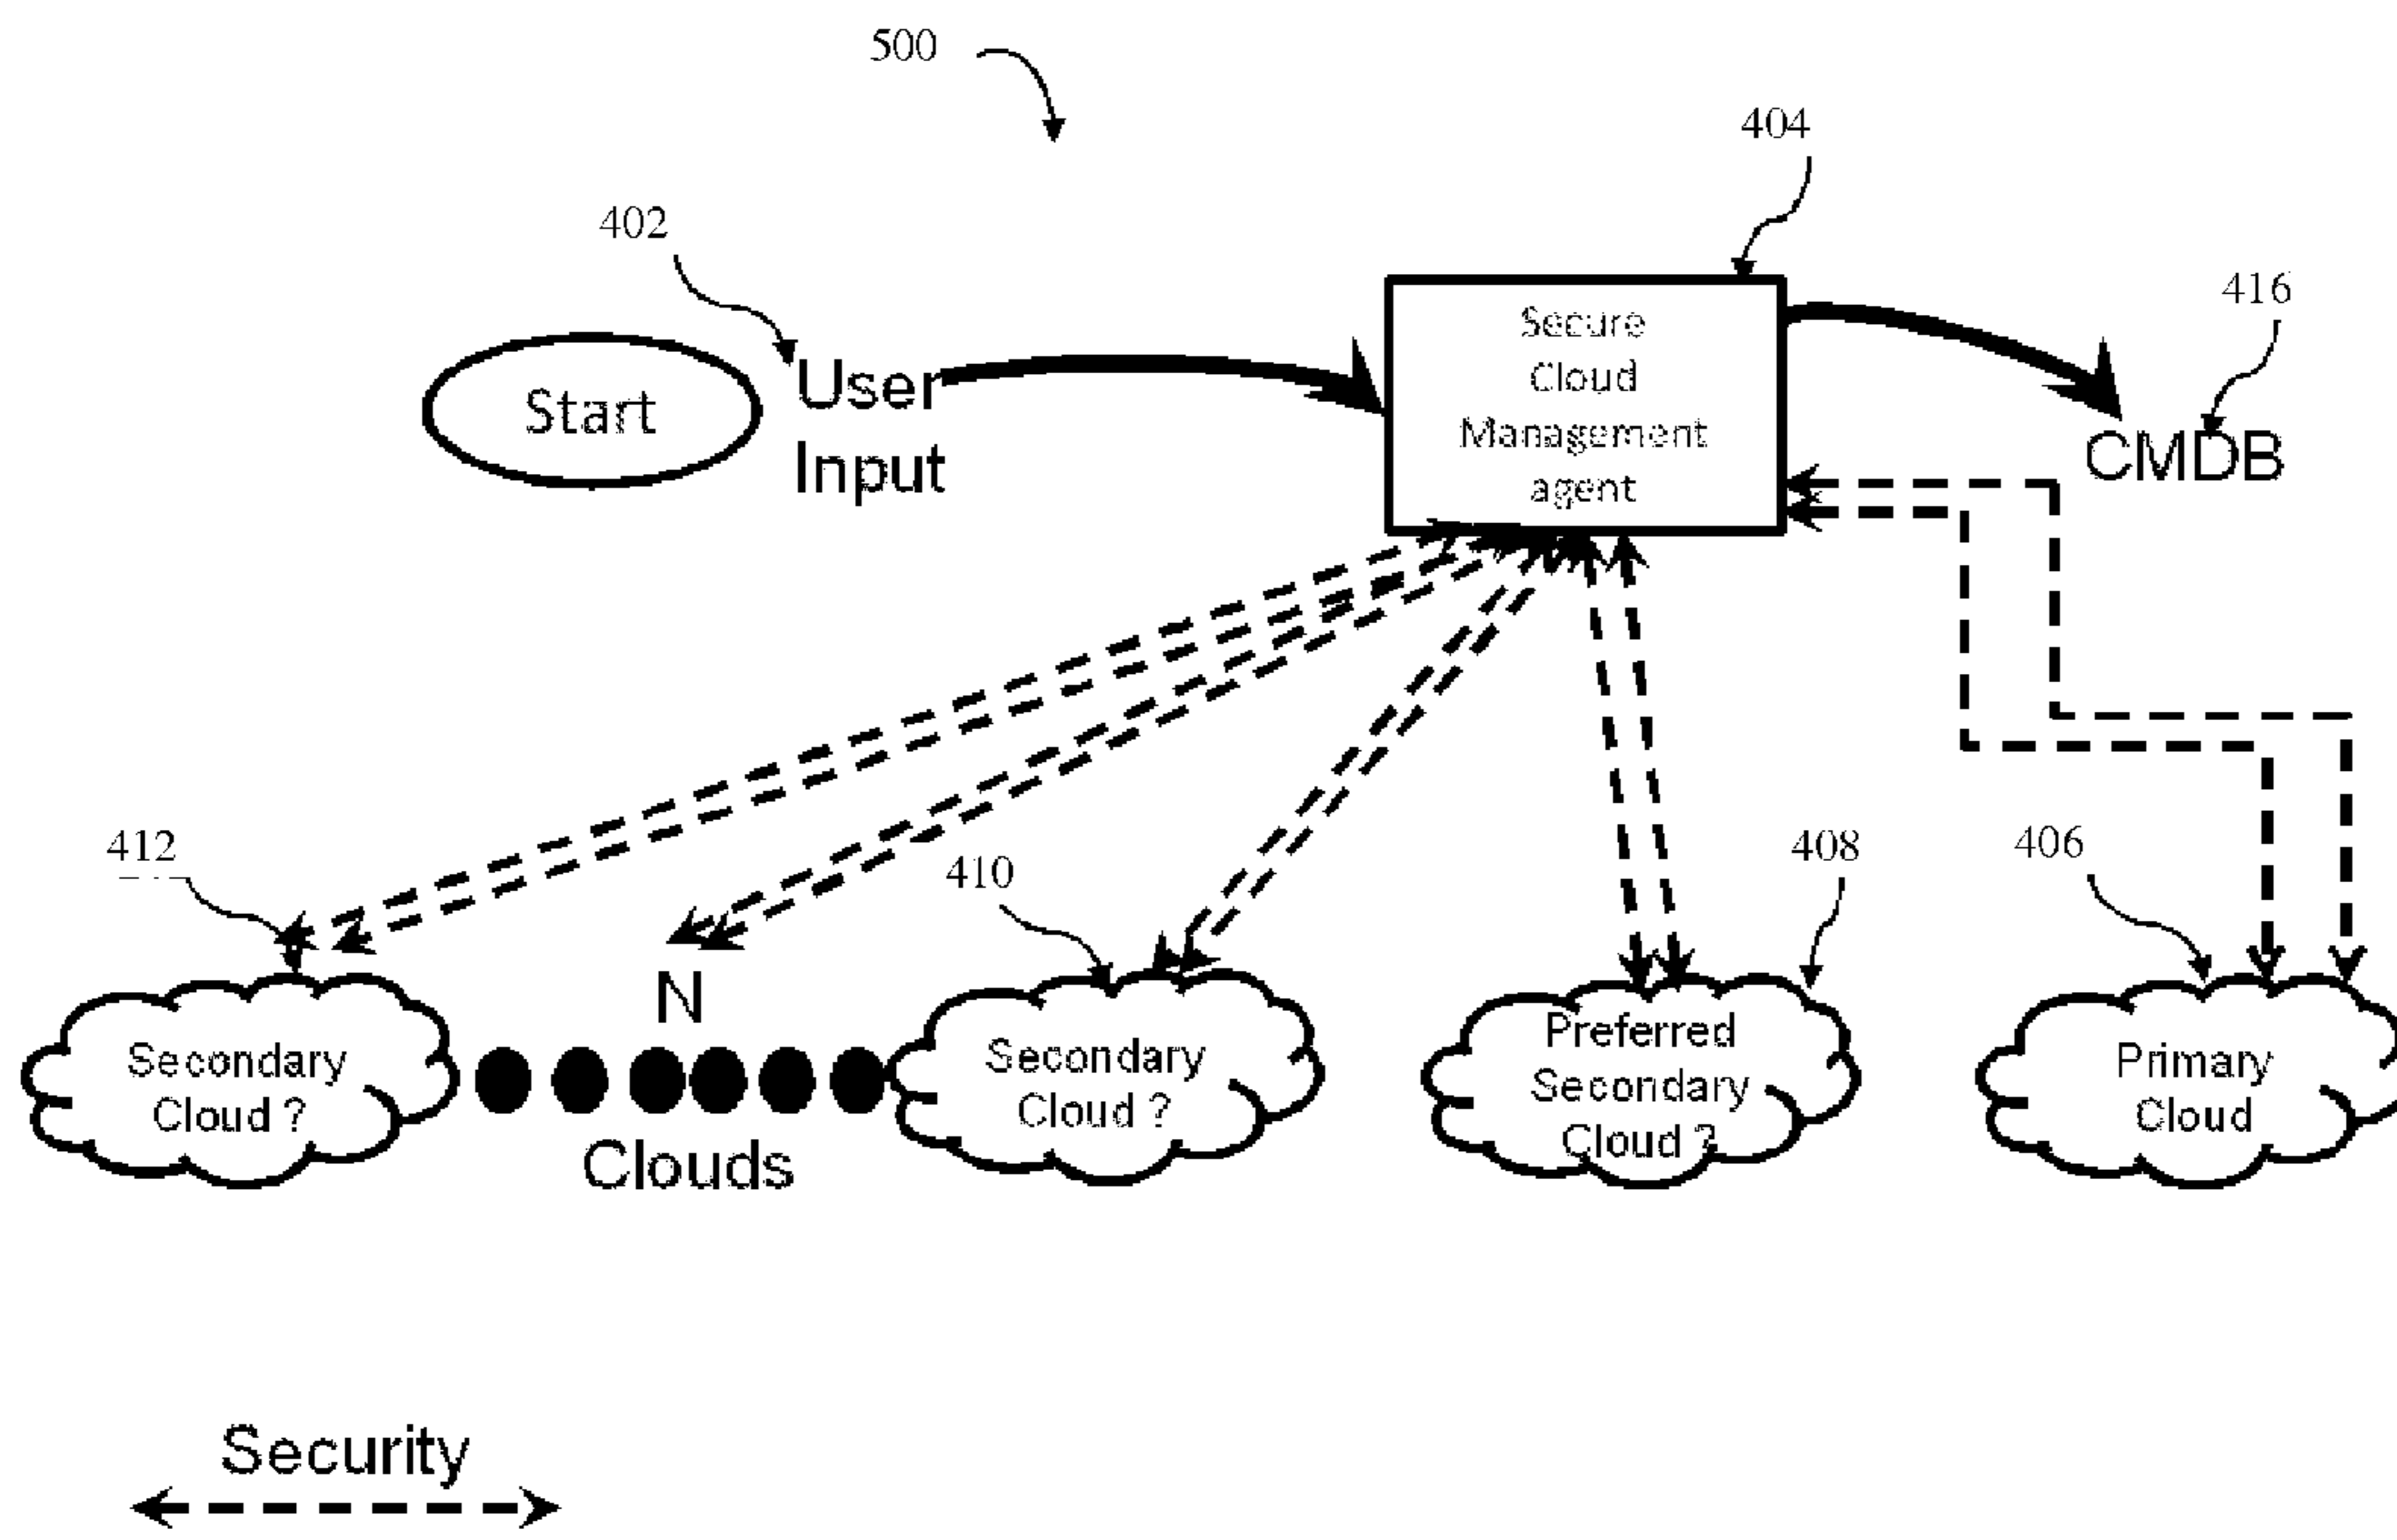 500
404
402
416
Start
User
Input
Secure
Cloud
Management
agent
CMDB
412
410
408
406
N
Secondary
Cloud ?
Clouds
Secondary
Cloud ?
Preferred
Secondary
Cloud ?
Primary
Cloud
Security